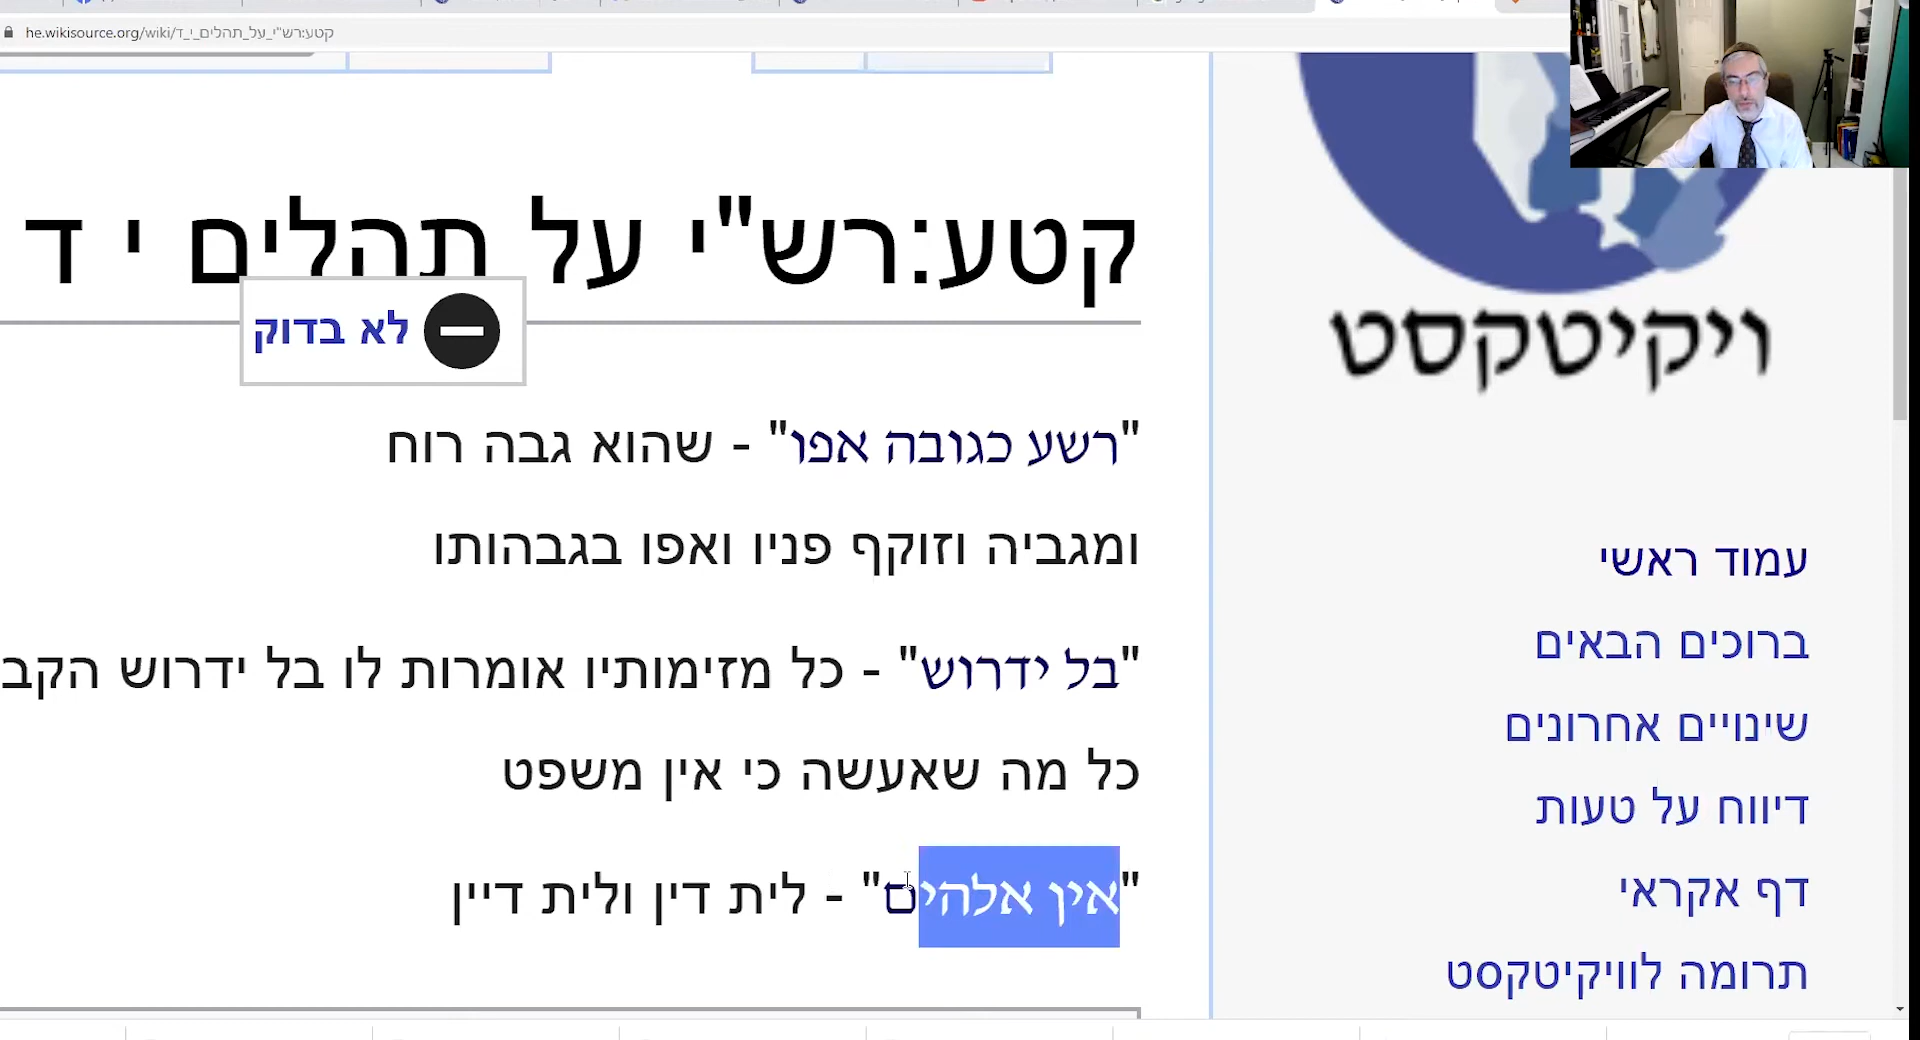 he.wikisource.org/wiki/קטע:רש"י_על_תהלים_י_ד
קטע:רש"י על תהלים י ד
לא בדוק
"רשע כגובה אפו" - שהוא גבה רוח
ומגביה וזוקף פניו ואפו בגבהותו
"בל ידרוש" - כל מזימותיו אומרות לו בל ידרוש הקב
כל מה שאעשה כי אין משפט
"אין אלהים" - לית דין ולית דיין
ויקיטקסט
עמוד ראשי
ברוכים הבאים
שינויים אחרונים
דיווח על טעות
דף אקראי
תרומה לוויקיטקסט